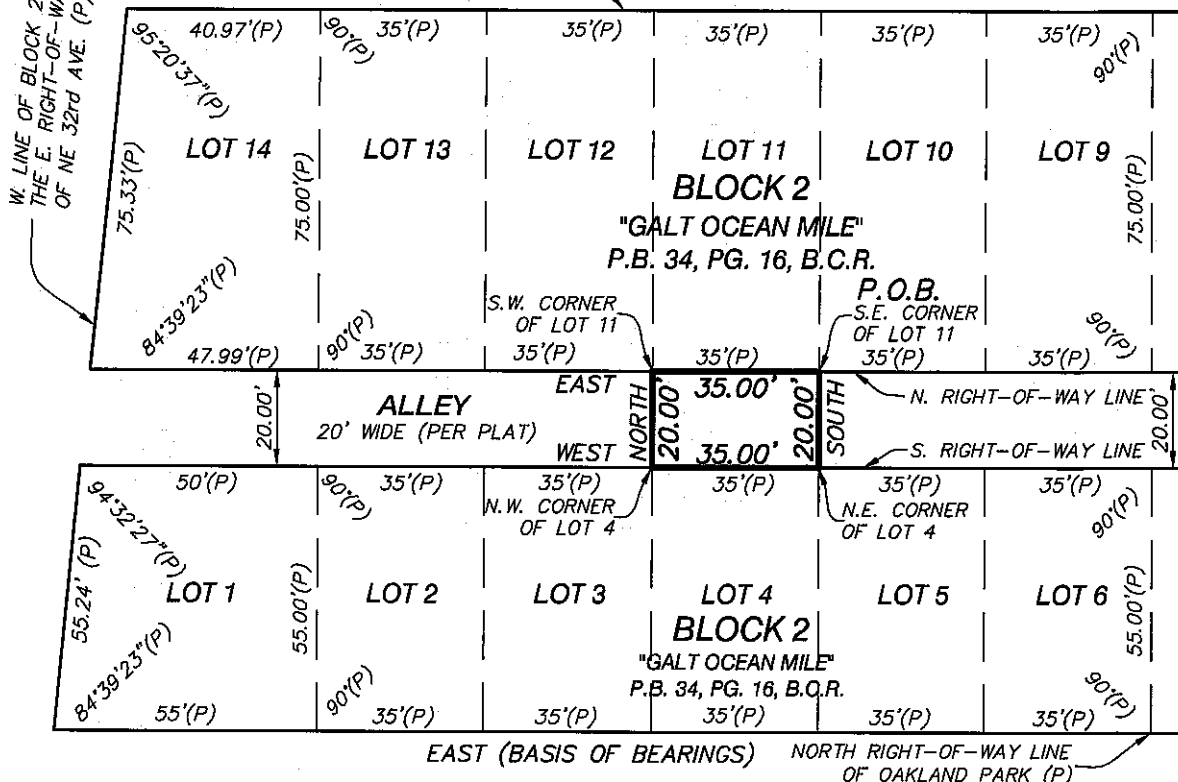 W. LINE OF BLOCK 2
THE E. RIGHT-OF-WA
OF NE 32rd AVE. (P)
40.97'(P)
35'(P)
35'(P)
35'(P)
35'(P)
35'(P)
95°20'37"(P)
90°(P)
90°(P)
75.33'(P)
LOT 14
75.00'(P)
LOT 13
LOT 12
LOT 11
LOT 10
LOT 9
75.00'(P)
BLOCK 2
"GALT OCEAN MILE"
P.B. 34, PG. 16, B.C.R.
84°39'23"(P)
90°(P)
S.W. CORNER
OF LOT 11
P.O.B.
S.E. CORNER
OF LOT 11
90°(P)
47.99'(P)
35'(P)
35'(P)
35'(P)
35'(P)
35'(P)
20.00'
ALLEY
20' WIDE (PER PLAT)
EAST
WEST
NORTH
20.00'
35.00'
35.00'
20.00'
SOUTH
N. RIGHT-OF-WAY LINE
S. RIGHT-OF-WAY LINE
20.00'
50'(P)
35'(P)
35'(P)
35'(P)
35'(P)
35'(P)
94°32'27"(P)
90°(P)
N.W. CORNER
OF LOT 4
N.E. CORNER
OF LOT 4
90°(P)
55.24' (P)
LOT 1
55.00'(P)
LOT 2
LOT 3
LOT 4
LOT 5
LOT 6
55.00'(P)
BLOCK 2
"GALT OCEAN MILE"
P.B. 34, PG. 16, B.C.R.
84°39'23"(P)
90°(P)
90°(P)
55'(P)
35'(P)
35'(P)
35'(P)
35'(P)
35'(P)
EAST (BASIS OF BEARINGS)
NORTH RIGHT-OF-WAY LINE
OF OAKLAND PARK (P)